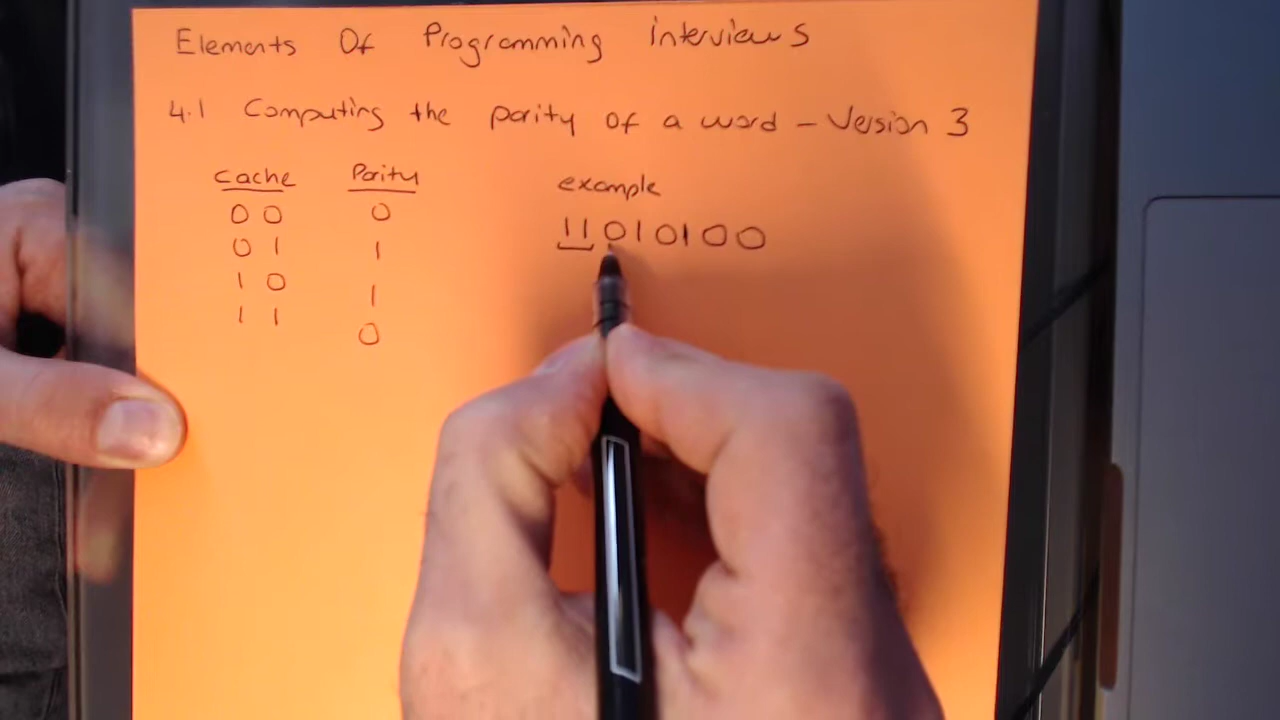 Elements Of Programming interviews
4.1 Computing the parity of a word – Version 3
Cache Parity
0 0 0
0 1 1
1 0 1
1 1 0
example
11010100